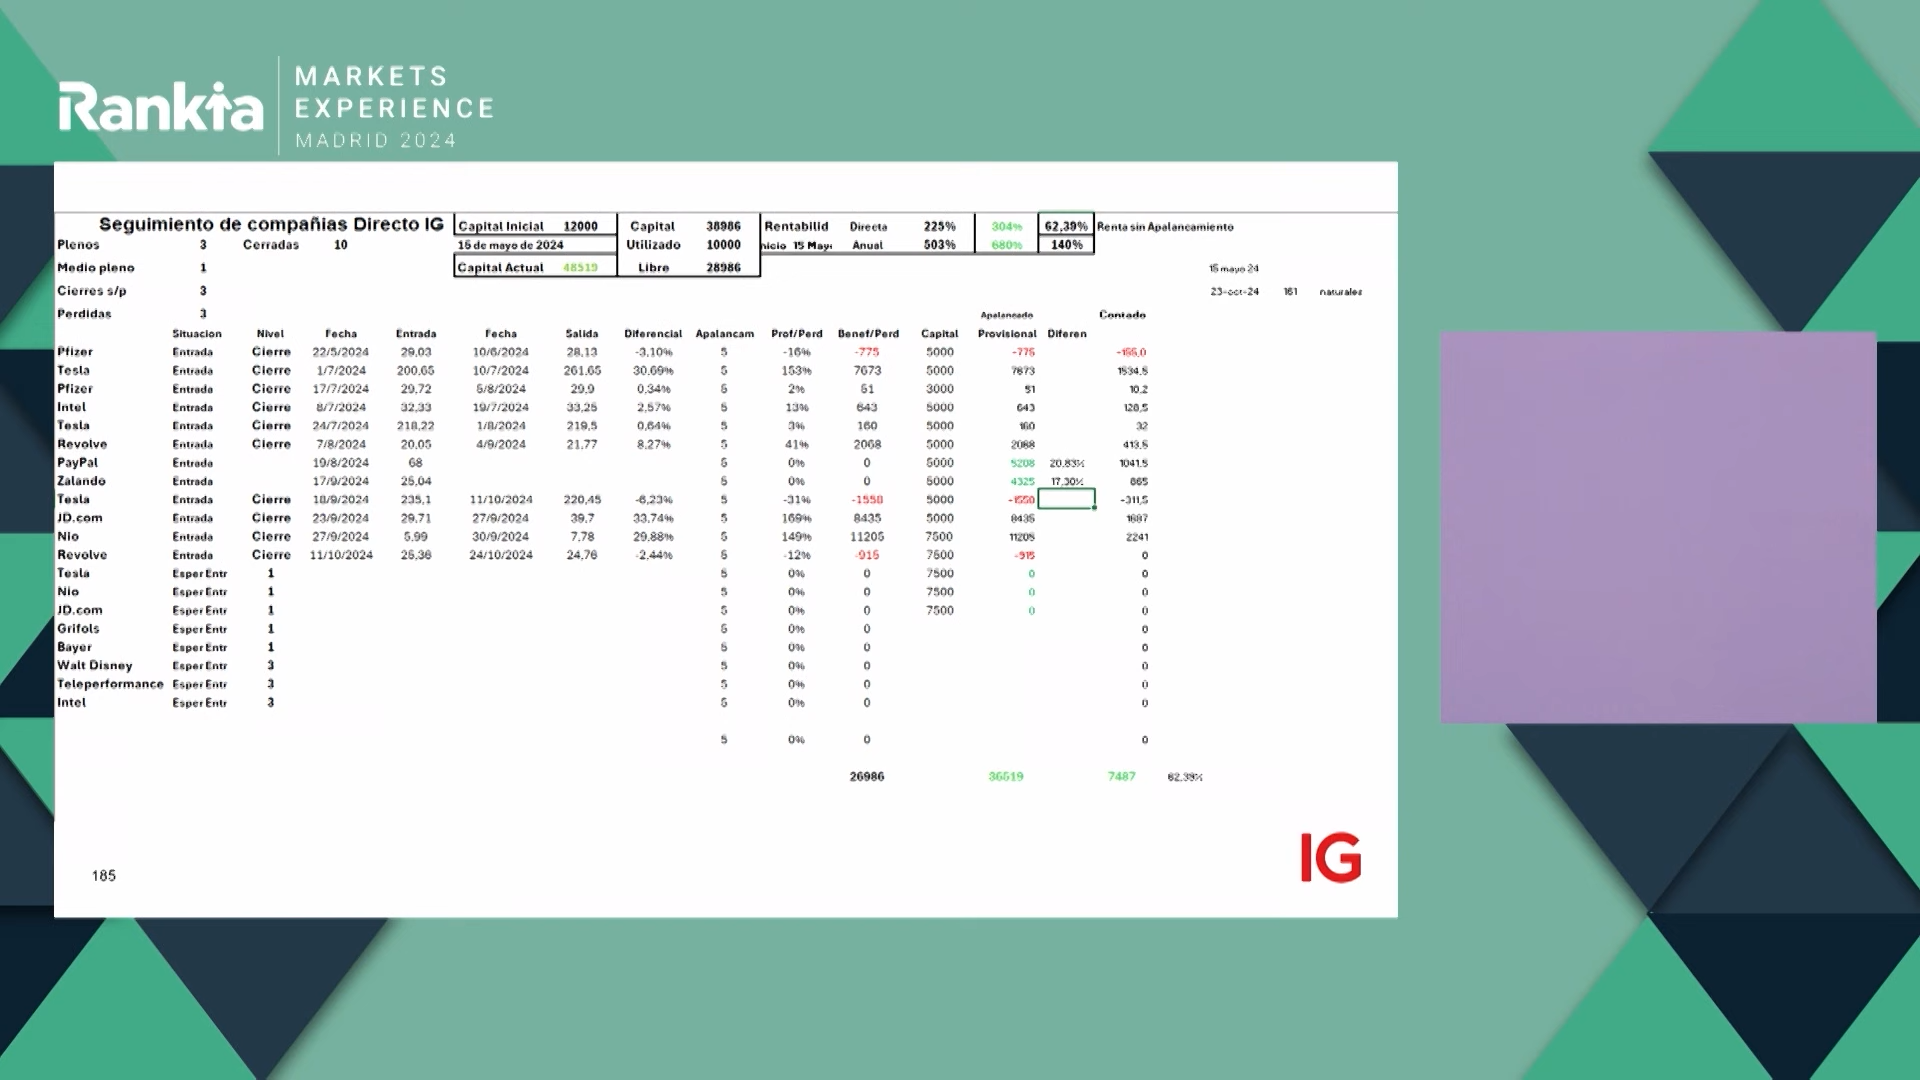 Rankia
MARKETS
EXPERIENCE
MADRID 2024
Seguimiento de compañias Directo IG Capital Inicial 12000 Capital 38986 Rentabilid Directa 225% 304% 62,39% Renta sin Apalancamiento
Plenos 3 Cerradas 10 15 de mayo de 2024 Utilizado 10000 nicio 15 May Anual 503% 680% 140%
Medio pleno 1 Capital Actual 48519 Libre 28986 15 mayo 24
Cierres s/p 3 23-oct-24 161 naturales
Perdidas 3 Apalancado Contado
Situacion Nivel Fecha Entrada Fecha Salida Diferencial Apalancam Prof/Perd Benef/Perd Capital Provisional Diferen
Pfizer Entrada Cierre 22/5/2024 29,03 10/6/2024 28,13 -3,10% 5 -16% -775 5000 -775 -155,0
Tesla Entrada Cierre 1/7/2024 200,65 10/7/2024 261,65 30,69% 5 153% 7673 5000 7673 1534,5
Pfizer Entrada Cierre 17/7/2024 29,72 5/8/2024 29,9 0,34% 5 2% 51 3000 51 10,2
Intel Entrada Cierre 8/7/2024 32,33 19/7/2024 33,25 2,57% 5 13% 643 5000 643 128,5
Tesla Entrada Cierre 24/7/2024 218,22 1/8/2024 219,5 0,64% 5 3% 160 5000 160 32
Revolve Entrada Cierre 7/8/2024 20,05 4/9/2024 21,77 8,27% 5 41% 2068 5000 2068 413,5
PayPal Entrada 19/8/2024 68 5 0% 0 5000 5208 20,83% 1041,5
Zalando Entrada 17/9/2024 25,04 5 0% 0 5000 4325 17,30% 865
Tesla Entrada Cierre 18/9/2024 235,1 11/10/2024 220,45 -6,23% 5 -31% -1558 5000 -1550 -311,5
JD.com Entrada Cierre 23/9/2024 29,71 27/9/2024 39,7 33,74% 5 169% 8435 5000 8435 1687
Nio Entrada Cierre 27/9/2024 5,99 30/9/2024 7,78 29,88% 5 149% 11205 7500 11205 2241
Revolve Entrada Cierre 11/10/2024 25,36 24/10/2024 24,76 -2,44% 5 -12% -915 7500 -915 0
Tesla Esper Entr 1 5 0% 0 7500 0 0
Nio Esper Entr 1 5 0% 0 7500 0 0
JD.com Esper Entr 1 5 0% 0 7500 0 0
Grifols Esper Entr 1 5 0% 0 0
Bayer Esper Entr 1 5 0% 0 0
Walt Disney Esper Entr 3 5 0% 0 0
Teleperformance Esper Entr 3 5 0% 0 0
Intel Esper Entr 3 5 0% 0 0
5 0% 0 0
26986 36519 7487 62,39%
185
IG